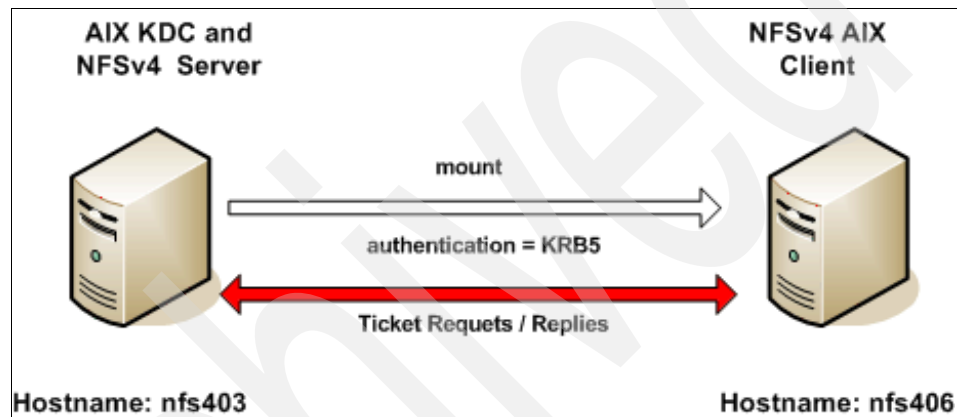 AIX KDC and
NFSv4 Server
NFSv4 AIX
Client
mount
authentication = KRB5
Ticket Requets / Replies
Hostname: nfs403
Hostname: nfs406